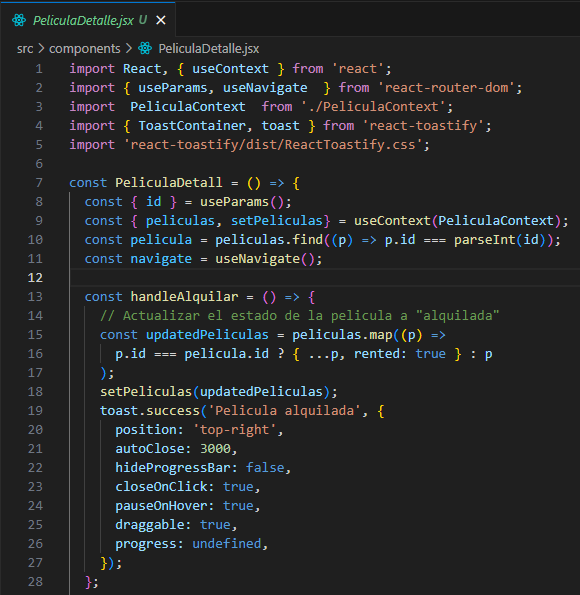 PeliculaDetalle.jsx U
src > components > PeliculaDetalle.jsx
1 import React, { useContext } from 'react';
2 import { useParams, useNavigate  } from 'react-router-dom';
3 import  PeliculaContext  from './PeliculaContext';
4 import { ToastContainer, toast } from 'react-toastify';
5 import 'react-toastify/dist/ReactToastify.css';
6
7 const PeliculaDetall = () => {
8   const { id } = useParams();
9   const { peliculas, setPeliculas} = useContext(PeliculaContext);
10   const pelicula = peliculas.find((p) => p.id === parseInt(id));
11   const navigate = useNavigate();
12
13   const handleAlquilar = () => {
14     // Actualizar el estado de la pelicula a "alquilada"
15     const updatedPeliculas = peliculas.map((p) =>
16       p.id === pelicula.id ? { ...p, rented: true } : p
17     );
18     setPeliculas(updatedPeliculas);
19     toast.success('Pelicula alquilada', {
20       position: 'top-right',
21       autoClose: 3000,
22       hideProgressBar: false,
23       closeOnClick: true,
24       pauseOnHover: true,
25       draggable: true,
26       progress: undefined,
27     });
28   };